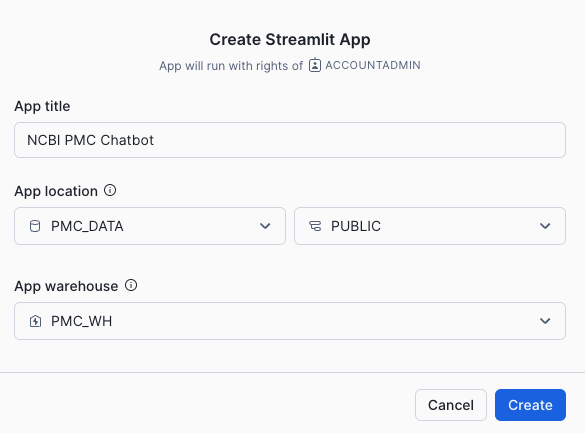 Create Streamlit App
App will run with rights of ACCOUNTADMIN
App title
NCBI PMC Chatbot
App location
PMC_DATA PUBLIC
App warehouse
PMC_WH
Cancel Create